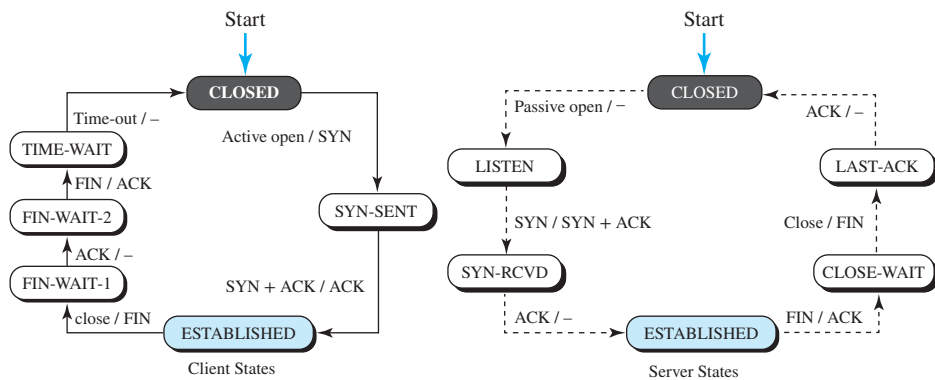 Start
CLOSED
Time-out / –
Active open / SYN
TIME-WAIT
FIN / ACK
SYN-SENT
FIN-WAIT-2
ACK / –
FIN-WAIT-1
SYN + ACK / ACK
close / FIN
ESTABLISHED
Client States
Start
CLOSED
Passive open / –
ACK / –
LISTEN
LAST-ACK
SYN / SYN + ACK
Close / FIN
SYN-RCVD
CLOSE-WAIT
ACK / –
ESTABLISHED
FIN / ACK
Server States